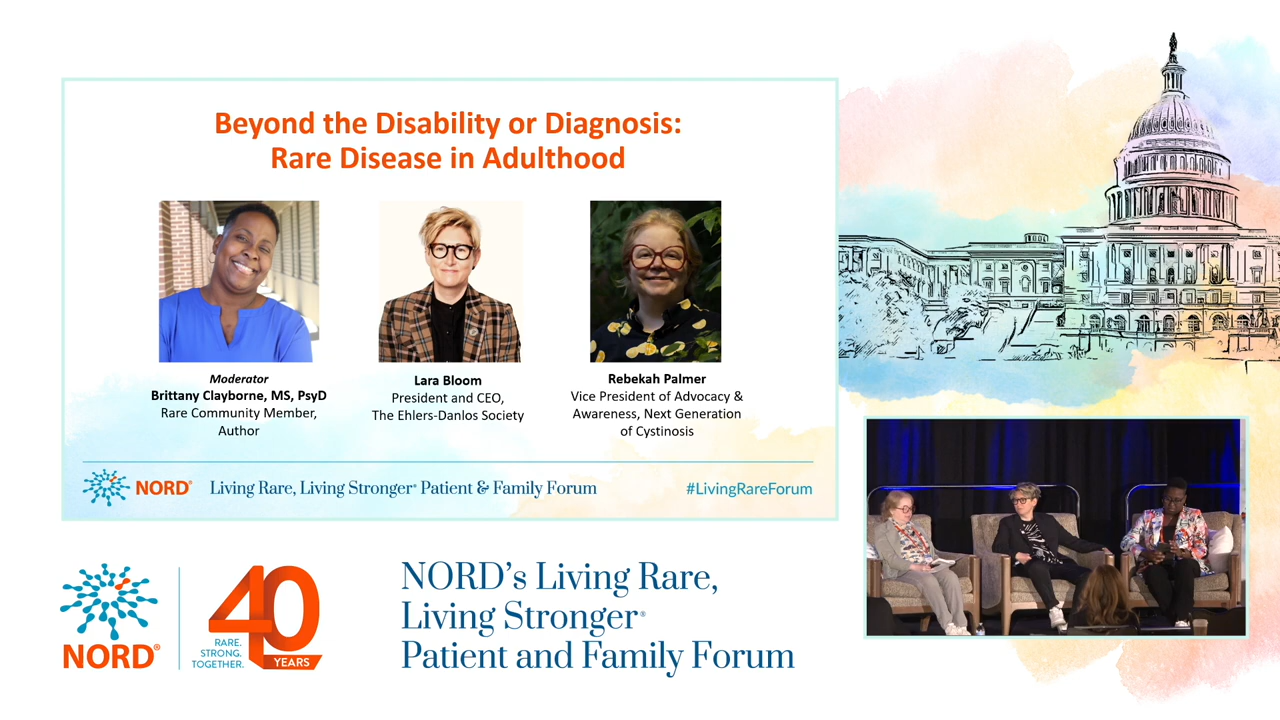 Beyond the Disability or Diagnosis:
Rare Disease in Adulthood
Moderator
Brittany Clayborne, MS, PsyD
Rare Community Member,
Author
Lara Bloom
President and CEO,
The Ehlers-Danlos Society
Rebekah Palmer
Vice President of Advocacy &
Awareness, Next Generation
of Cystinosis
NORD®
Living Rare, Living Stronger® Patient & Family Forum
#LivingRareForum
NORD®
40
RARE.
STRONG.
TOGETHER.
YEARS
NORD's Living Rare,
Living Stronger®
Patient and Family Forum